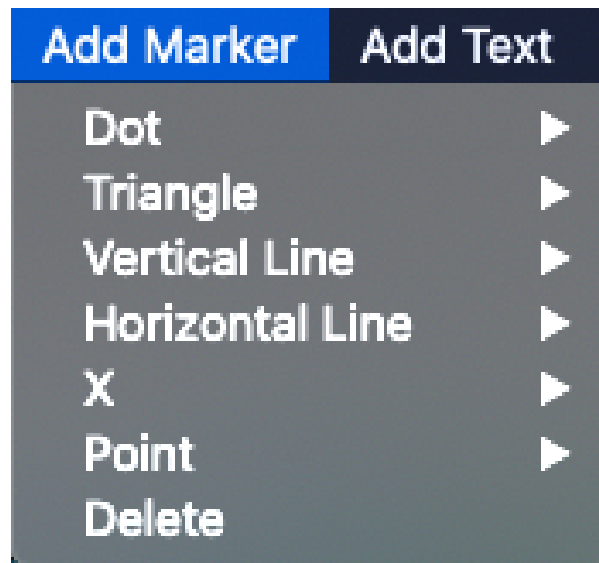 Add Marker Add Text
Dot
Triangle
Vertical Line
Horizontal Line
X
Point
Delete